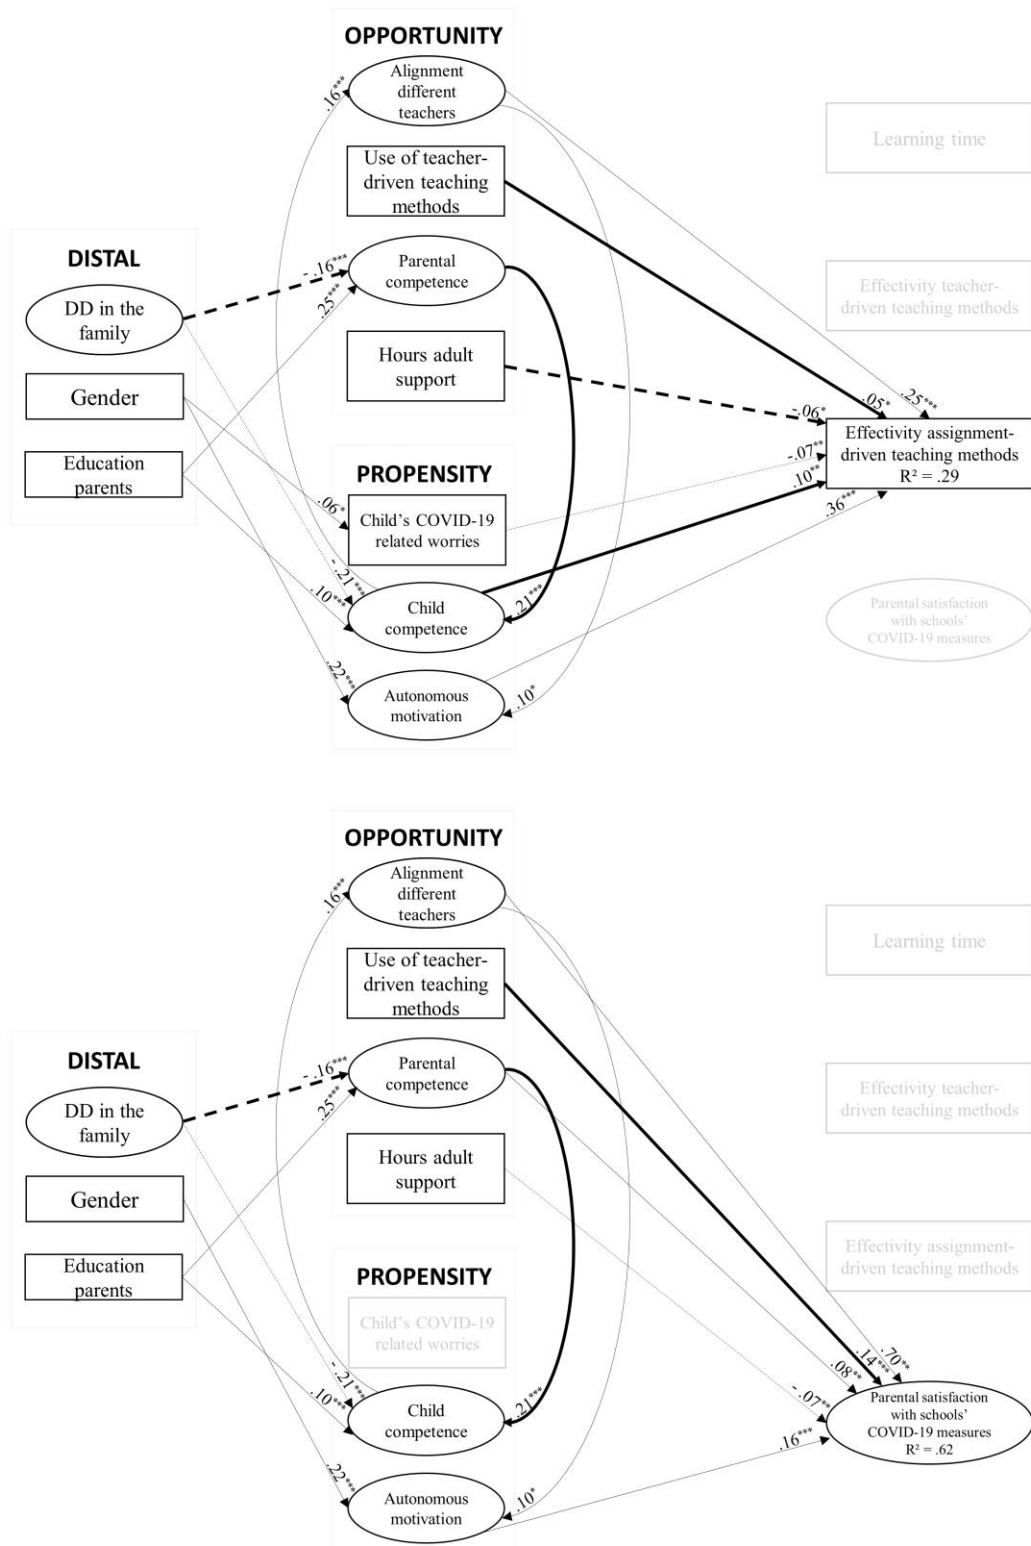 OPPORTUNITY
Alignment
different
teachers
.16***
Learning time
Use of teacher-
driven teaching
methods
DISTAL
- .16***
Parental
competence
.25***
DD in the
family
Effectivity teacher-
driven teaching methods
Hours adult
support
Gender
.05*
.25***
-.06*
Effectivity assignment-
driven teaching methods
R² = .29
Education
parents
PROPENSITY
-.07**
.10**
.36***
.06*
Child's COVID-19
related worries
- .21***
.10***
Child
competence
.21***
Parental satisfaction
with schools'
COVID-19 measures
.22***
Autonomous
motivation
.10*
OPPORTUNITY
Alignment
different
teachers
.16***
Learning time
Use of teacher-
driven teaching
methods
DISTAL
- .16***
Parental
competence
.25***
DD in the
family
Effectivity teacher-
driven teaching methods
Hours adult
support
Gender
Effectivity assignment-
driven teaching methods
Education
parents
PROPENSITY
Child's COVID-19
related worries
.70**
.14***
.08**
-.07**
Parental satisfaction
with schools'
COVID-19 measures
R² = .62
.16***
- .21***
.10***
Child
competence
.21***
.22***
Autonomous
motivation
.10*